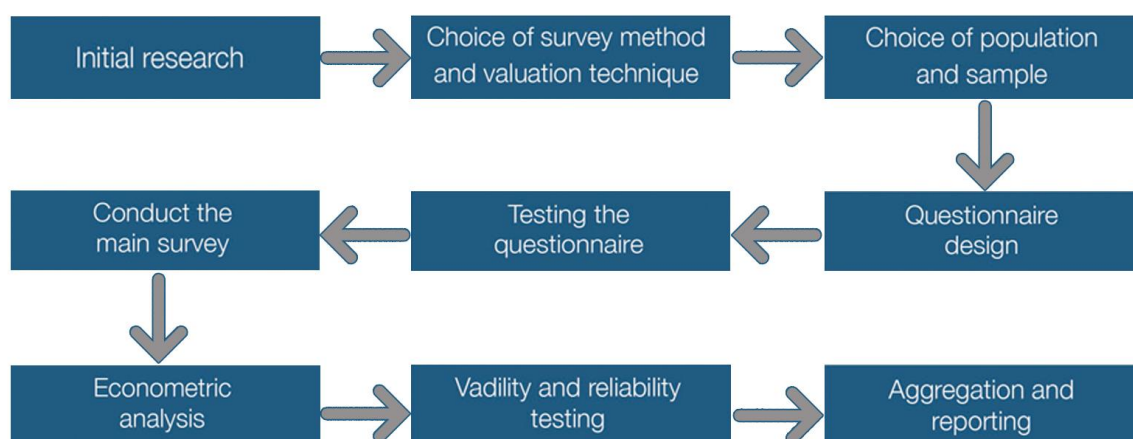 Initial research
Choice of survey method
and valuation technique
Choice of population
and sample
Questionnaire
design
Testing the
questionnaire
Conduct the
main survey
Econometric
analysis
Vadility and reliability
testing
Aggregation and
reporting